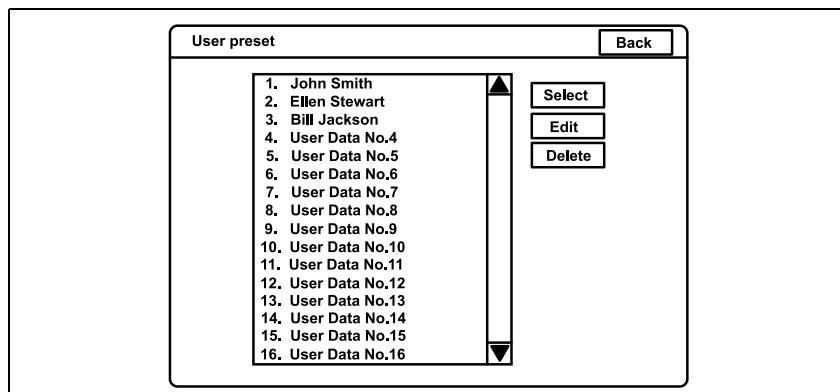 User preset
Back
1. John Smith
2. Ellen Stewart
3. Bill Jackson
4. User Data No.4
5. User Data No.5
6. User Data No.6
7. User Data No.7
8. User Data No.8
9. User Data No.9
10. User Data No.10
11. User Data No.11
12. User Data No.12
13. User Data No.13
14. User Data No.14
15. User Data No.15
16. User Data No.16
Select
Edit
Delete